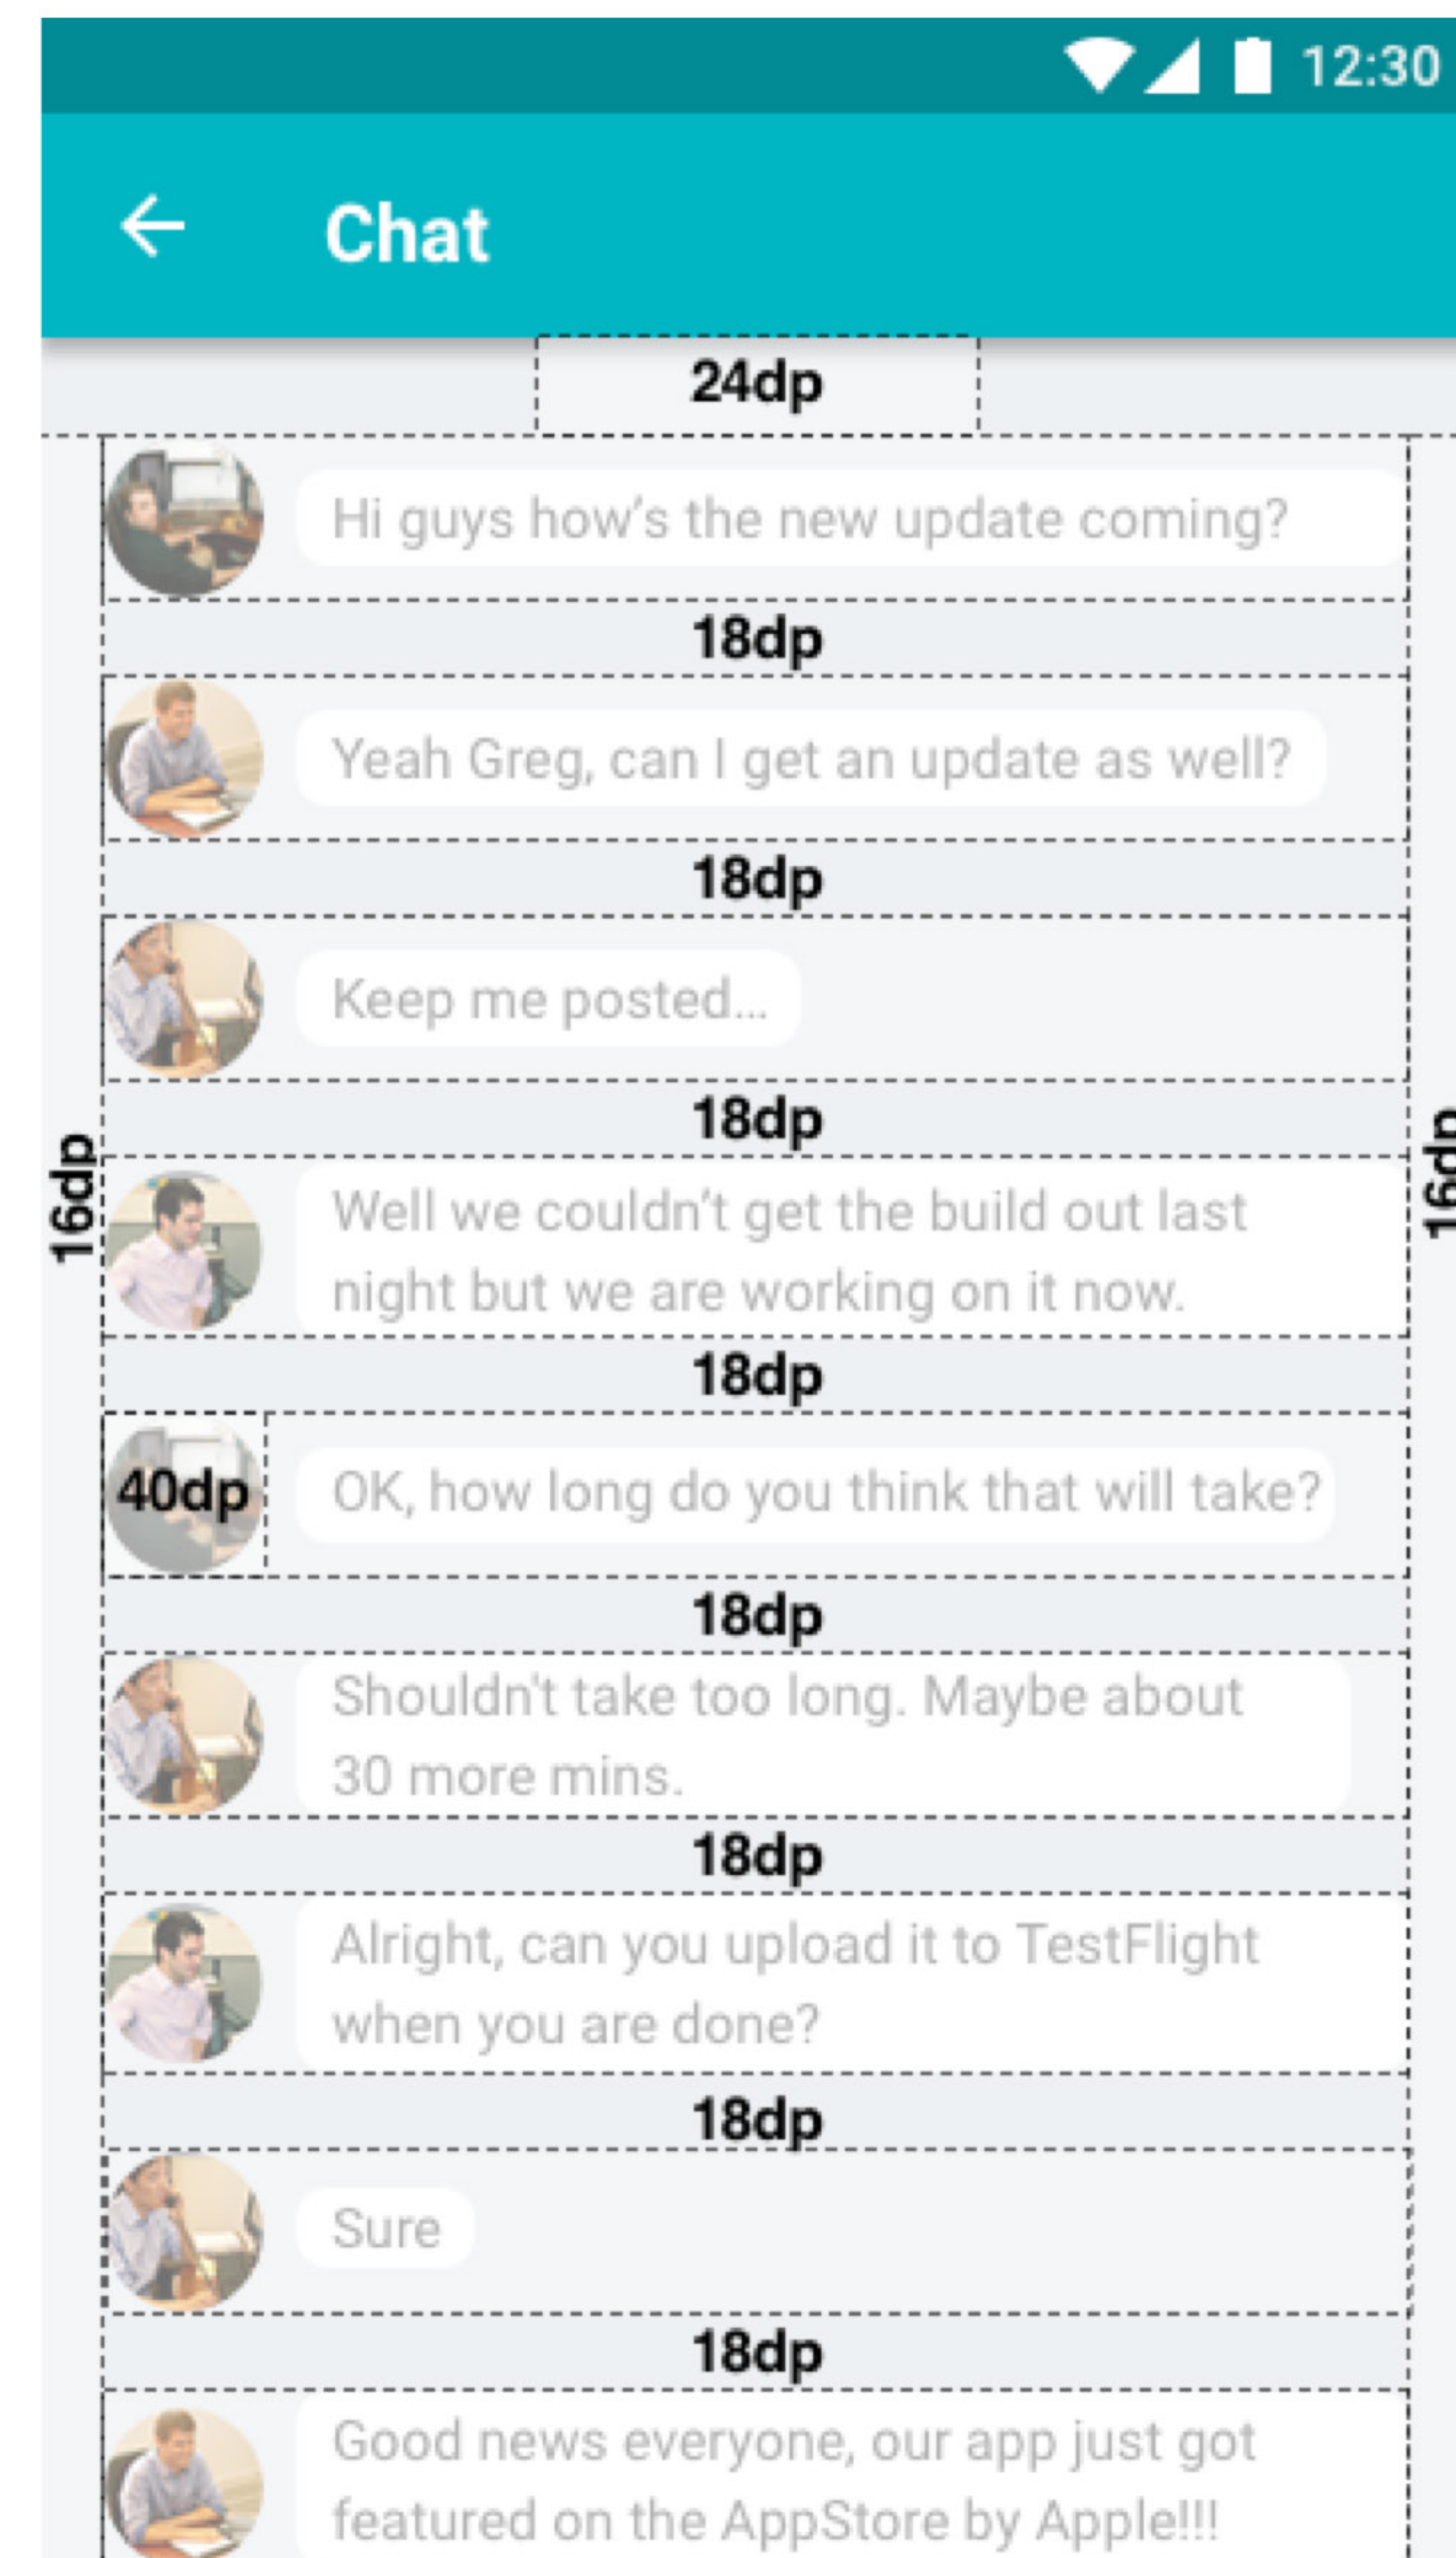 12:30
Chat
24dp
Hi guys how’s the new update coming?
18dp
Yeah Greg, can I get an update as well?
18dp
Keep me posted...
18dp
16dp
16dp
Well we couldn’t get the build out last
night but we are working on it now.
18dp
40dp
OK, how long do you think that will take?
18dp
Shouldn't take too long. Maybe about
30 more mins.
18dp
Alright, can you upload it to TestFlight
when you are done?
18dp
Sure
18dp
Good news everyone, our app just got
featured on the AppStore by Apple!!!